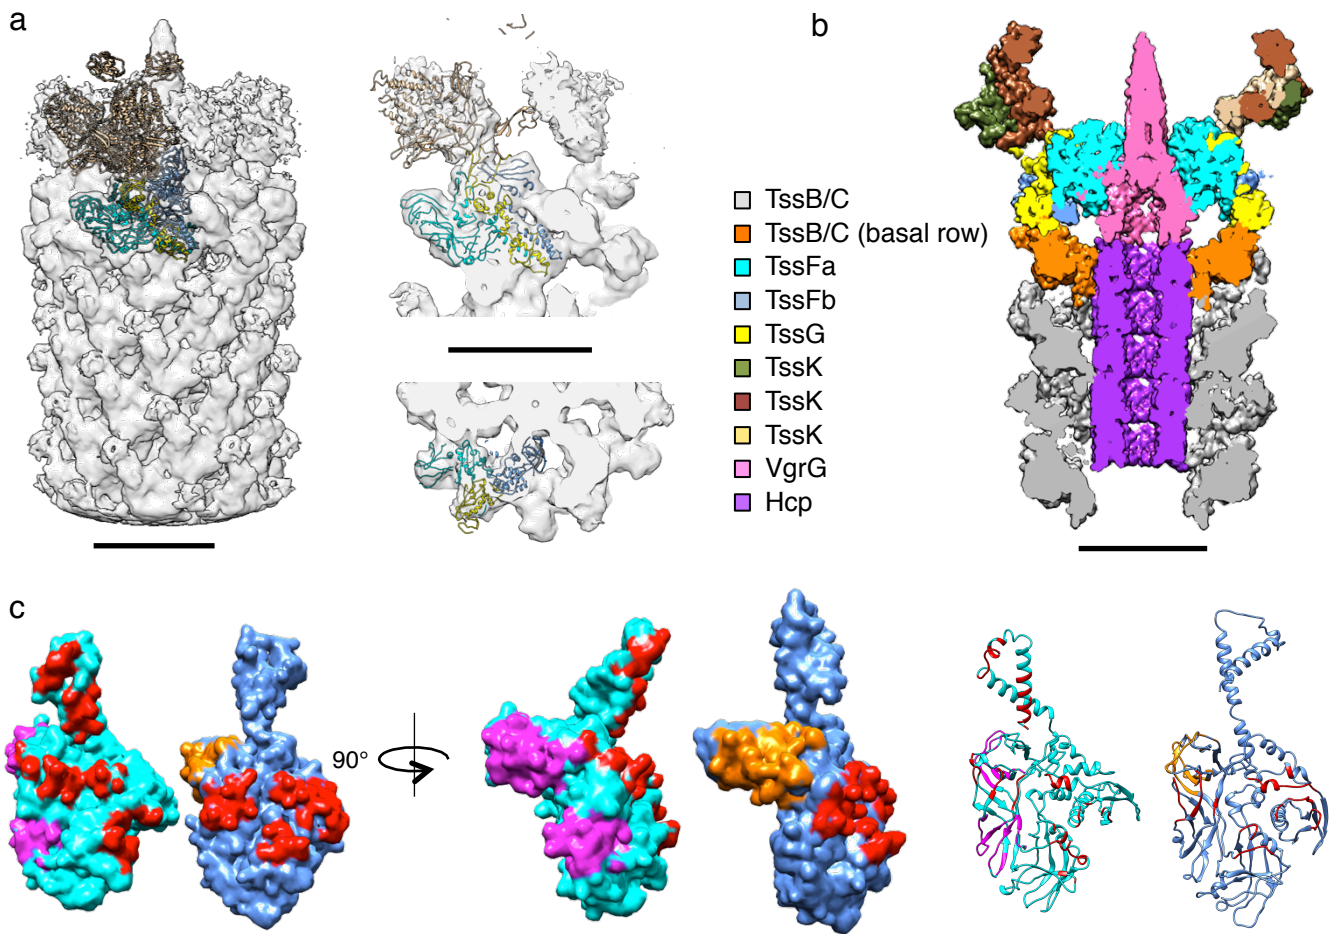 a
b
TssB/C
TssB/C (basal row)
TssFa
TssFb
TssG
TssK
TssK
TssK
VgrG
Hcp
c
90°